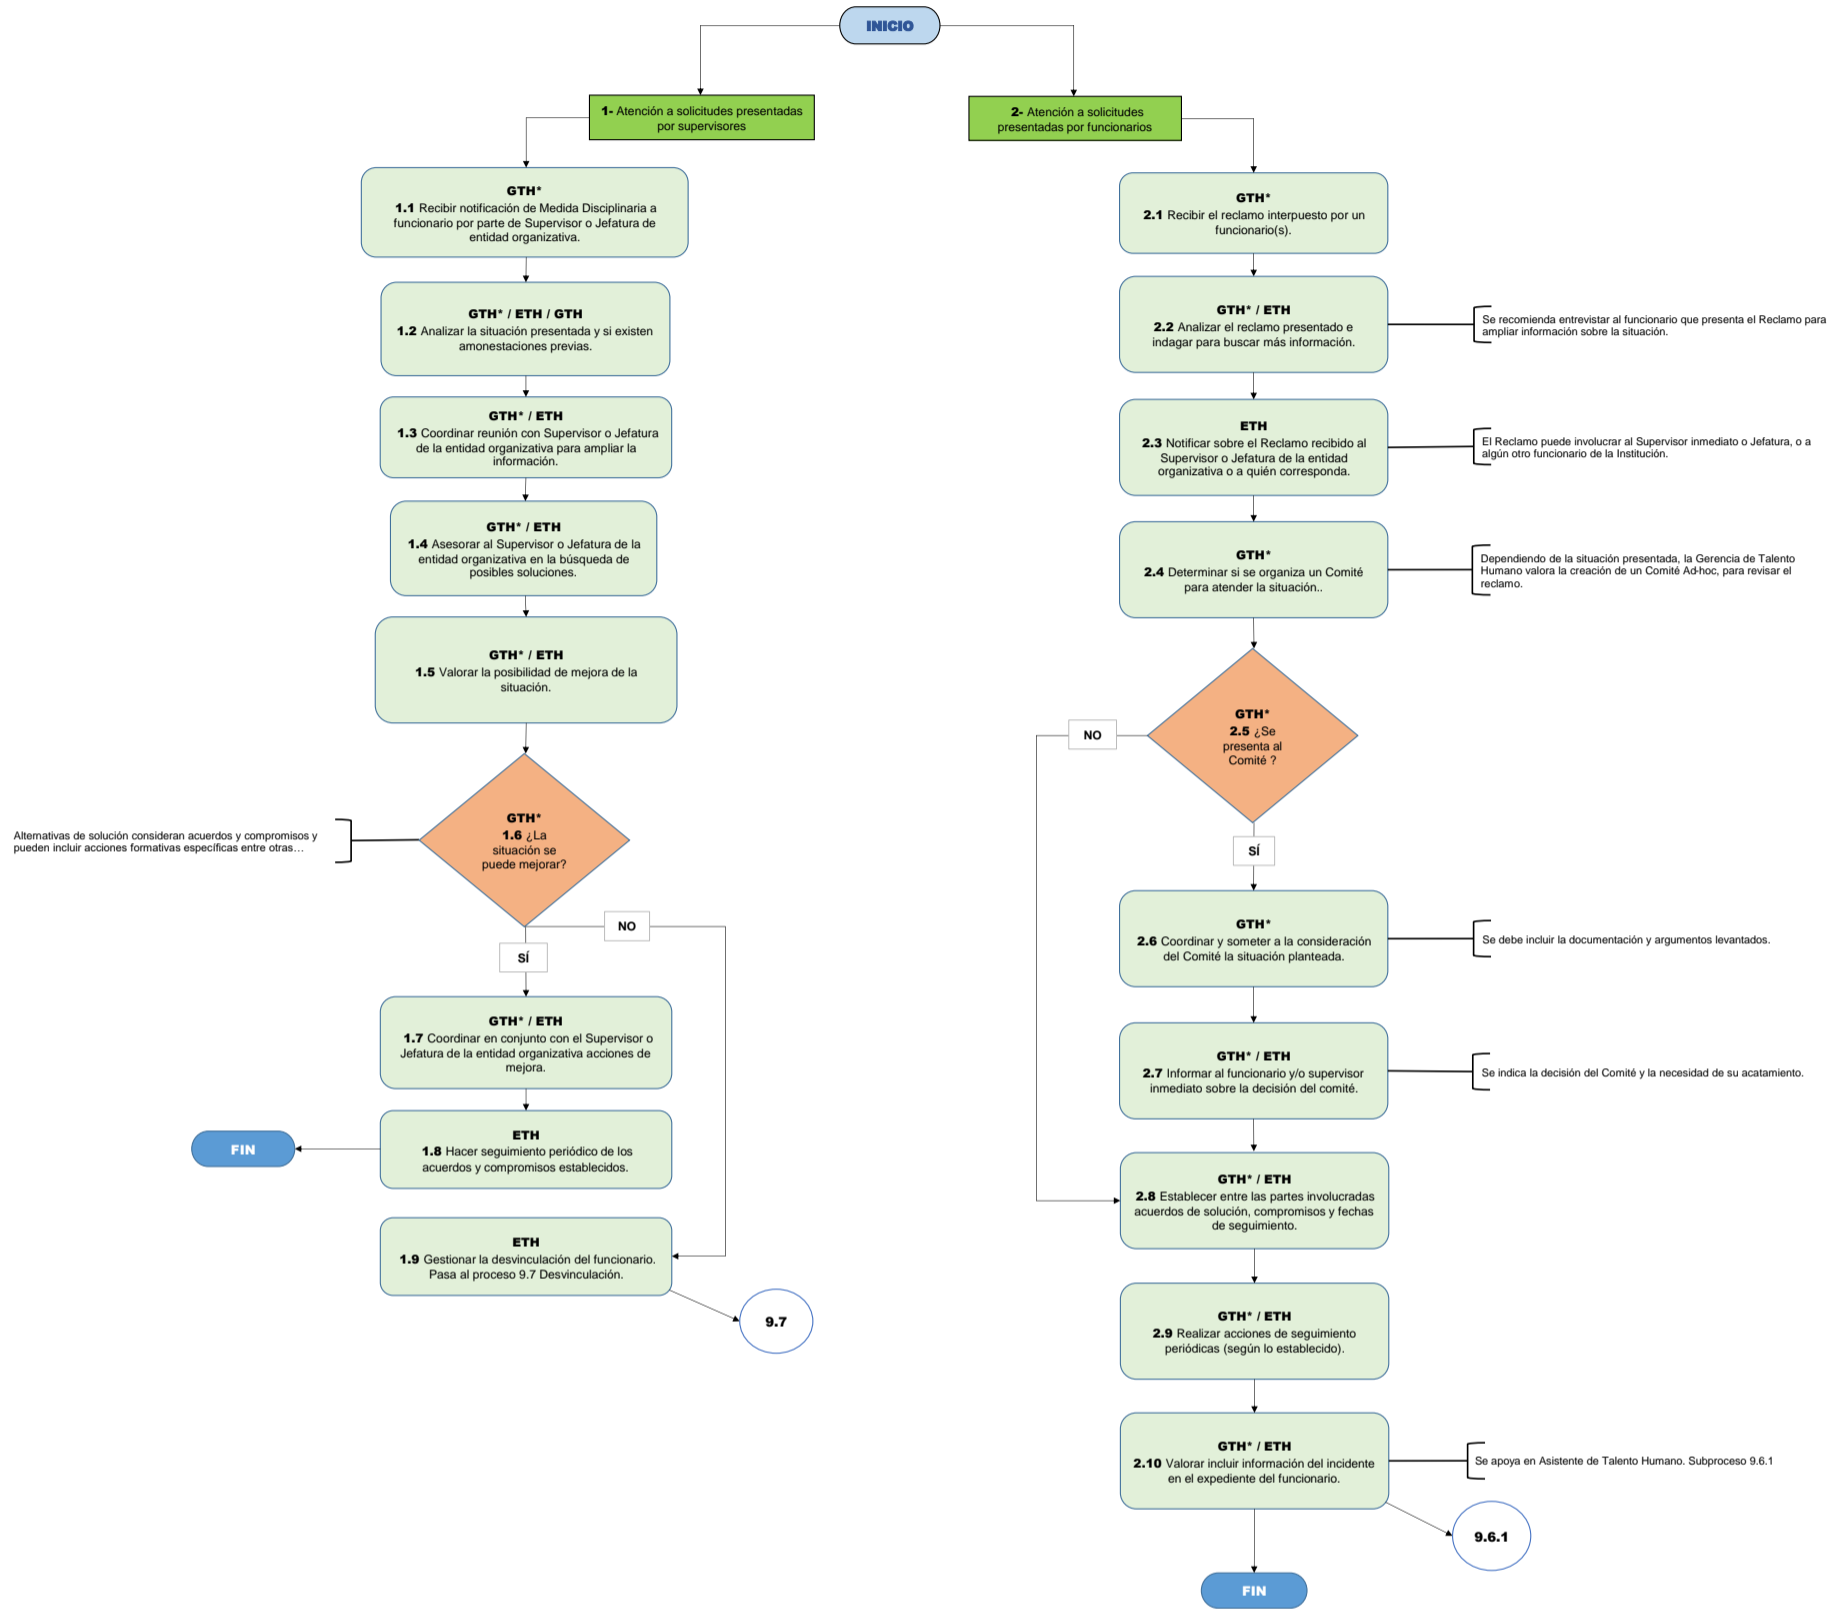 INICIO
1- Atención a solicitudes presentadas
por supervisores
GTH*
1.1 Recibir notificación de Medida Disciplinaria a
funcionario por parte de Supervisor o Jefatura de
entidad organizativa.
GTH* / ETH / GTH
1.2 Analizar la situación presentada y si existen
amonestaciones previas.
GTH* / ETH
1.3 Coordinar reunión con Supervisor o Jefatura
de la entidad organizativa para ampliar la
información.
GTH* / ETH
1.4 Asesorar al Supervisor o Jefatura de la
entidad organizativa en la búsqueda de
posibles soluciones.
GTH* / ETH
1.5 Valorar la posibilidad de mejora de la
situación.
GTH*
1.6 ¿La
situación se
puede mejorar?
Alternativas de solución consideran acuerdos y compromisos y
pueden incluir acciones formativas específicas entre otras…
NO
SÍ
GTH* / ETH
1.7 Coordinar en conjunto con el Supervisor o
Jefatura de la entidad organizativa acciones de
mejora.
ETH
1.8 Hacer seguimiento periódico de los
acuerdos y compromisos establecidos.
FIN
ETH
1.9 Gestionar la desvinculación del funcionario.
Pasa al proceso 9.7 Desvinculación.
9.7
2- Atención a solicitudes
presentadas por funcionarios
GTH*
2.1 Recibir el reclamo interpuesto por un
funcionario(s).
GTH* / ETH
2.2 Analizar el reclamo presentado e
indagar para buscar más información.
Se recomienda entrevistar al funcionario que presenta el Reclamo para
ampliar información sobre la situación.
ETH
2.3 Notificar sobre el Reclamo recibido al
Supervisor o Jefatura de la entidad
organizativa o a quién corresponda.
El Reclamo puede involucrar al Supervisor inmediato o Jefatura, o a
algún otro funcionario de la Institución.
GTH*
2.4 Determinar si se organiza un Comité
para atender la situación..
Dependiendo de la situación presentada, la Gerencia de Talento
Humano valora la creación de un Comité Ad-hoc, para revisar el
reclamo.
GTH*
2.5 ¿Se
presenta al
Comité ?
NO
SÍ
GTH*
2.6 Coordinar y someter a la consideración
del Comité la situación planteada.
Se debe incluir la documentación y argumentos levantados.
GTH* / ETH
2.7 Informar al funcionario y/o supervisor
inmediato sobre la decisión del comité.
Se indica la decisión del Comité y la necesidad de su acatamiento.
GTH* / ETH
2.8 Establecer entre las partes involucradas
acuerdos de solución, compromisos y fechas
de seguimiento.
GTH* / ETH
2.9 Realizar acciones de seguimiento
periódicas (según lo establecido).
GTH* / ETH
2.10 Valorar incluir información del incidente
en el expediente del funcionario.
Se apoya en Asistente de Talento Humano. Subproceso 9.6.1
9.6.1
FIN